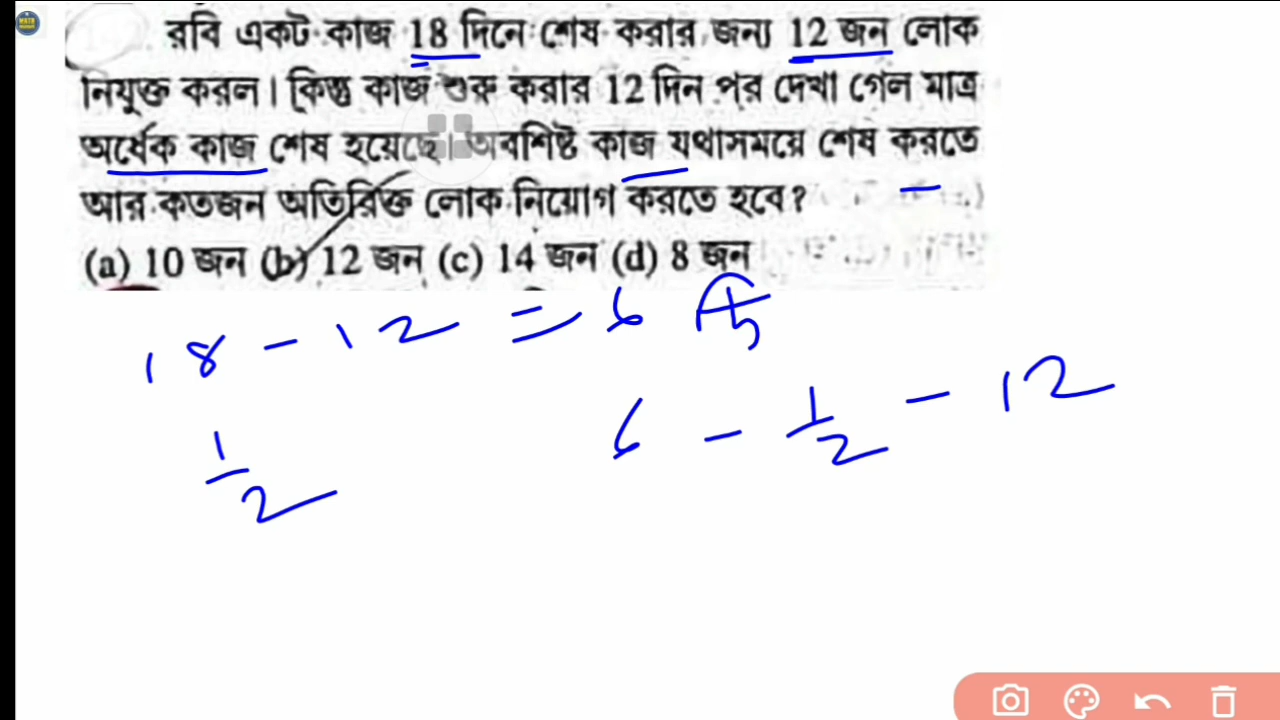 রবি একটি কাজ 18 দিনে শেষ করার জন্য 12 জন লোক
নিযুক্ত করল। কিন্তু কাজ শুরু করার 12 দিন পর দেখা গেল মাত্র
অর্ধেক কাজ শেষ হয়েছে। অবশিষ্ট কাজ যথাসময়ে শেষ করতে
আর কতজন অতিরিক্ত লোক নিয়োগ করতে হবে?
(a) 10 জন (b) 12 জন (c) 14 জন (d) 8 জন
18 - 12 = 6 দিন
6 - 1/2 - 12
1/2